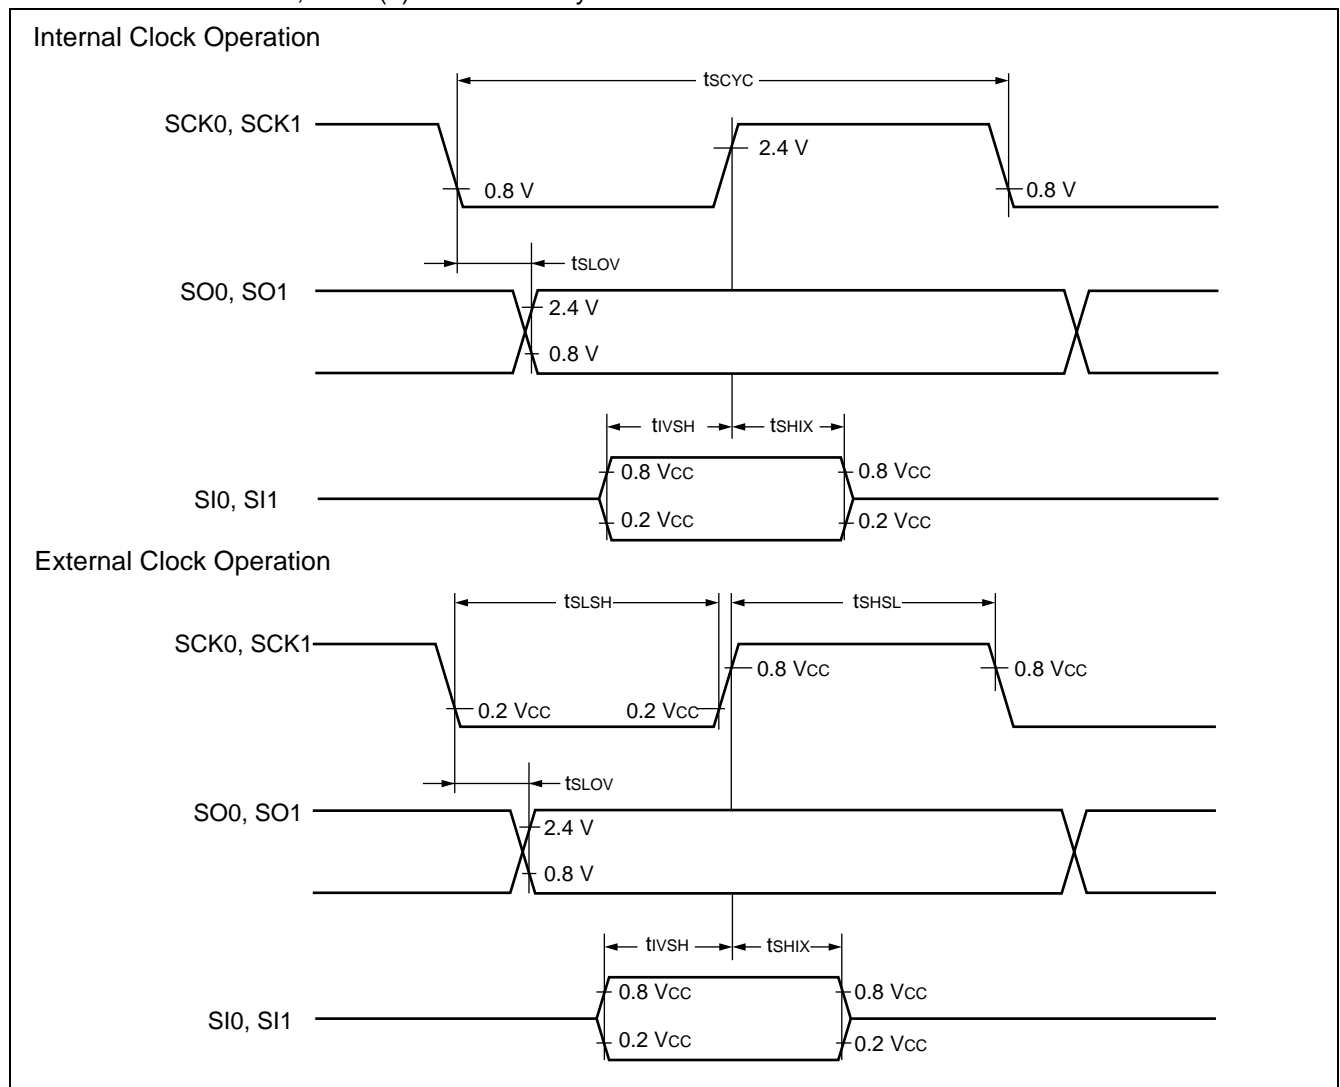 Internal Clock Operation
tSCYC
SCK0, SCK1
2.4 V
0.8 V
0.8 V
tSLOV
SO0, SO1
2.4 V
0.8 V
tIVSH
tSHIX
0.8 VCC
0.8 VCC
SI0, SI1
0.2 VCC
0.2 VCC
External Clock Operation
tSLSH
tSHSL
SCK0, SCK1
0.8 VCC
0.8 VCC
0.2 VCC
0.2 VCC
tSLOV
SO0, SO1
2.4 V
0.8 V
tIVSH
tSHIX
0.8 VCC
0.8 VCC
SI0, SI1
0.2 VCC
0.2 VCC